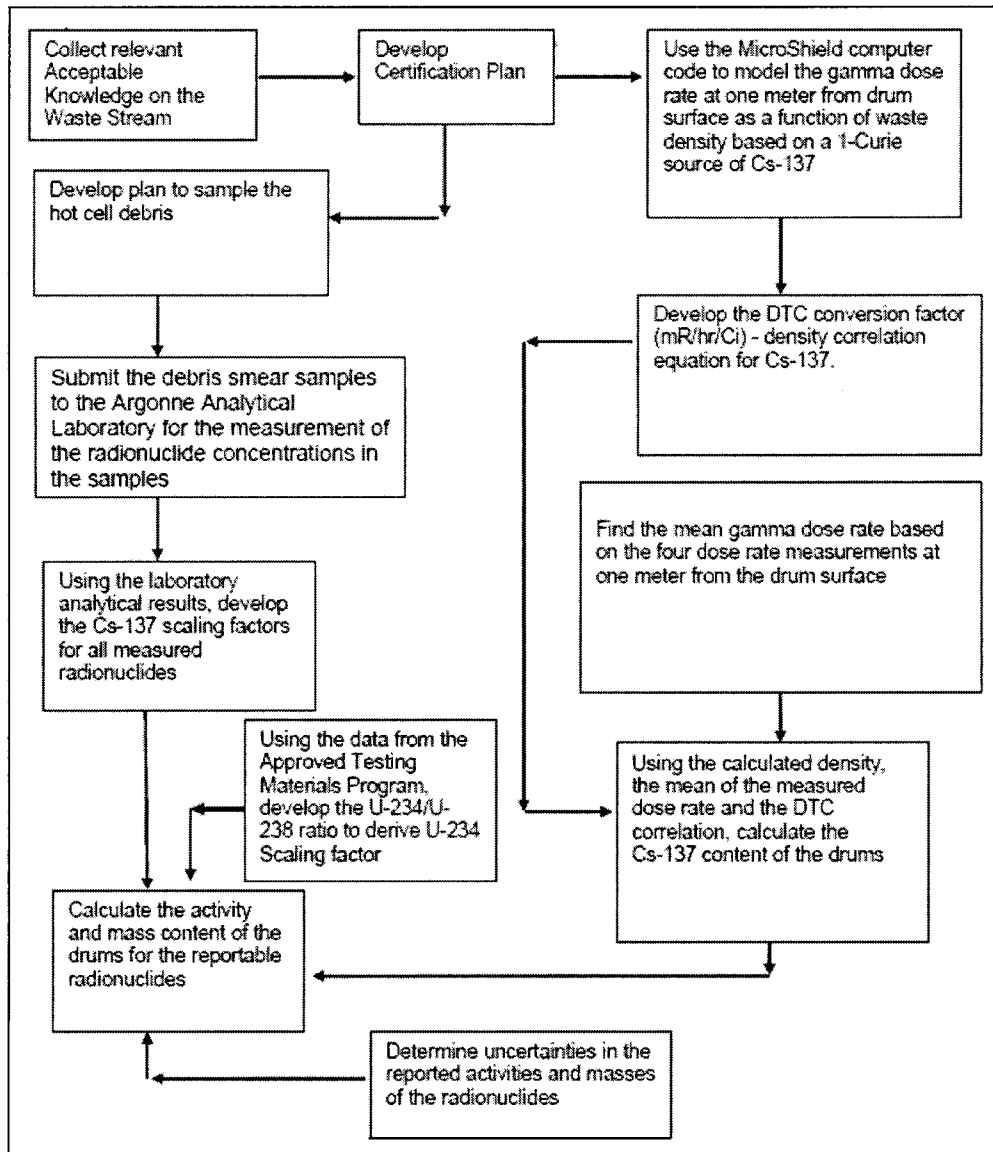 Collect relevant
Acceptable
Knowledge on the
Waste Stream
Develop
Certification Plan
Use the MicroShield computer
code to model the gamma dose
rate at one meter from drum
surface as a function of waste
density based on a 1-Curie
source of Cs-137
Develop plan to sample the
hot cell debris
Develop the DTC conversion factor
(mR/hr/Ci) - density correlation
equation for Cs-137.
Submit the debris smear samples
to the Argonne Analytical
Laboratory for the measurement of
the radionuclide concentrations in
the samples
Find the mean gamma dose rate based
on the four dose rate measurements at
one meter from the drum surface
Using the laboratory
analytical results, develop
the Cs-137 scaling factors
for all measured
radionuclides
Using the data from the
Approved Testing
Materials Program,
develop the U-234/U-
238 ratio to derive U-234
Scaling factor
Using the calculated density,
the mean of the measured
dose rate and the DTC
correlation, calculate the
Cs-137 content of the drums
Calculate the activity
and mass content of the
drums for the reportable
radionuclides
Determine uncertainties in the
reported activities and masses
of the radionuclides